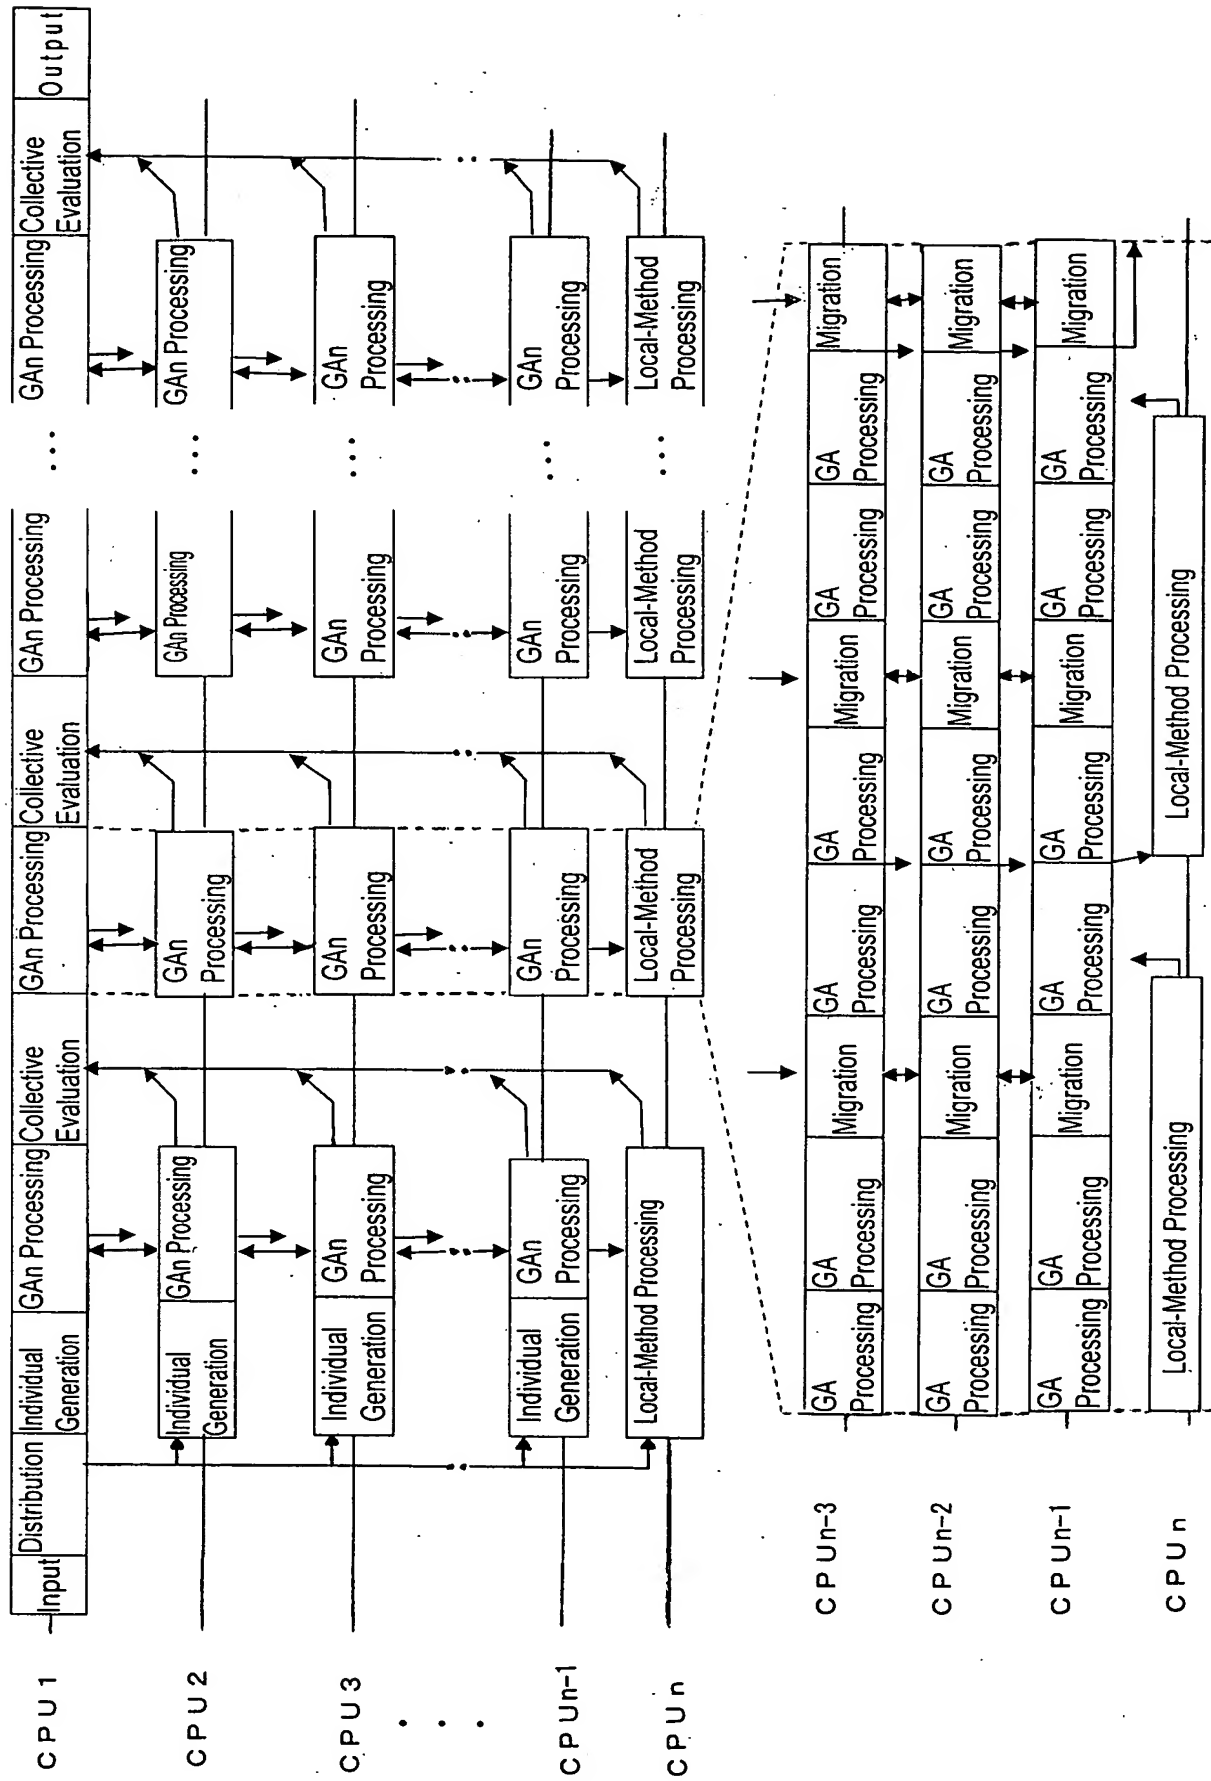 CPU1
Input
Distribution
Individual
Generation
GAn Processing
Collective
Evaluation
GAn Processing
Collective
Evaluation
GAn Processing
...
GAn Processing
Collective
Evaluation
Output
CPU2
Individual
Generation
GAn Processing
GAn
Processing
GAn Processing
...
GAn Processing
CPU3
Individual
Generation
GAn
Processing
GAn
Processing
GAn
Processing
...
GAn
Processing
CPUn-1
Individual
Generation
GAn
Processing
GAn
Processing
GAn
Processing
...
GAn
Processing
CPUn
Local-Method Processing
Local-Method
Processing
Local-Method
Processing
...
Local-Method
Processing
CPUn-3
GA
Processing
GA
Processing
Migration
GA
Processing
GA
Processing
Migration
GA
Processing
GA
Processing
Migration
CPUn-2
GA
Processing
GA
Processing
Migration
GA
Processing
GA
Processing
Migration
GA
Processing
GA
Processing
Migration
CPUn-1
GA
Processing
GA
Processing
Migration
GA
Processing
GA
Processing
Migration
GA
Processing
GA
Processing
Migration
CPUn
Local-Method Processing
Local-Method Processing